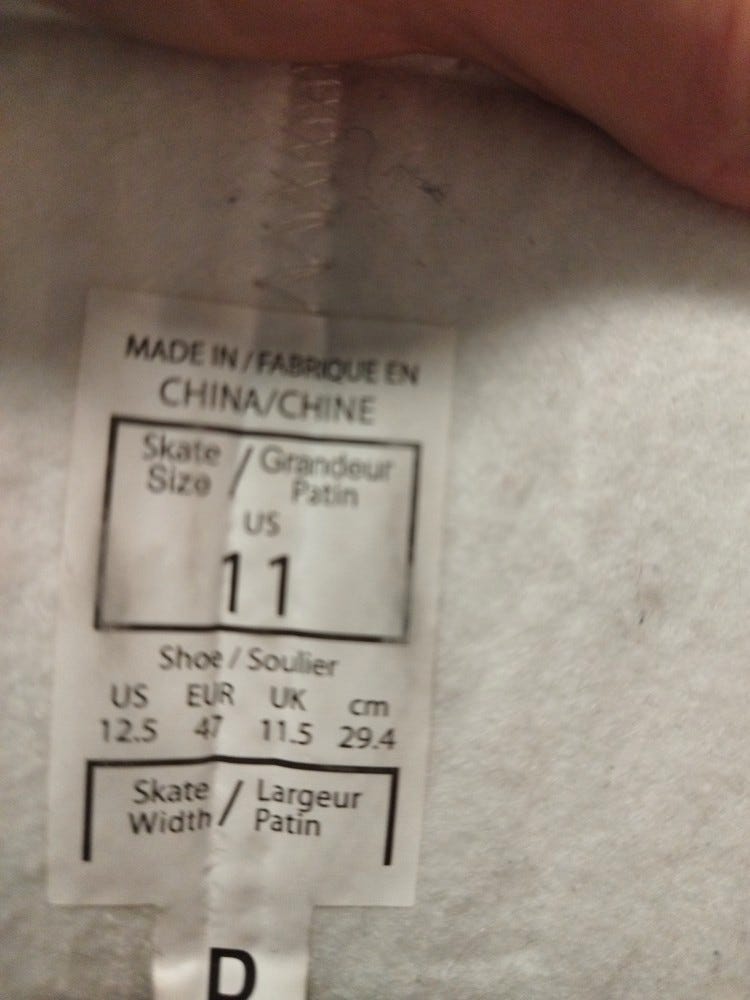 MADE IN / FABRIQUE EN
CHINA/CHINE
Skate / Grandeur
Size / Patin
US
11
Shoe / Soulier
US EUR UK cm
12.5 47 11.5 29.4
Skate / Largeur
Width / Patin
D